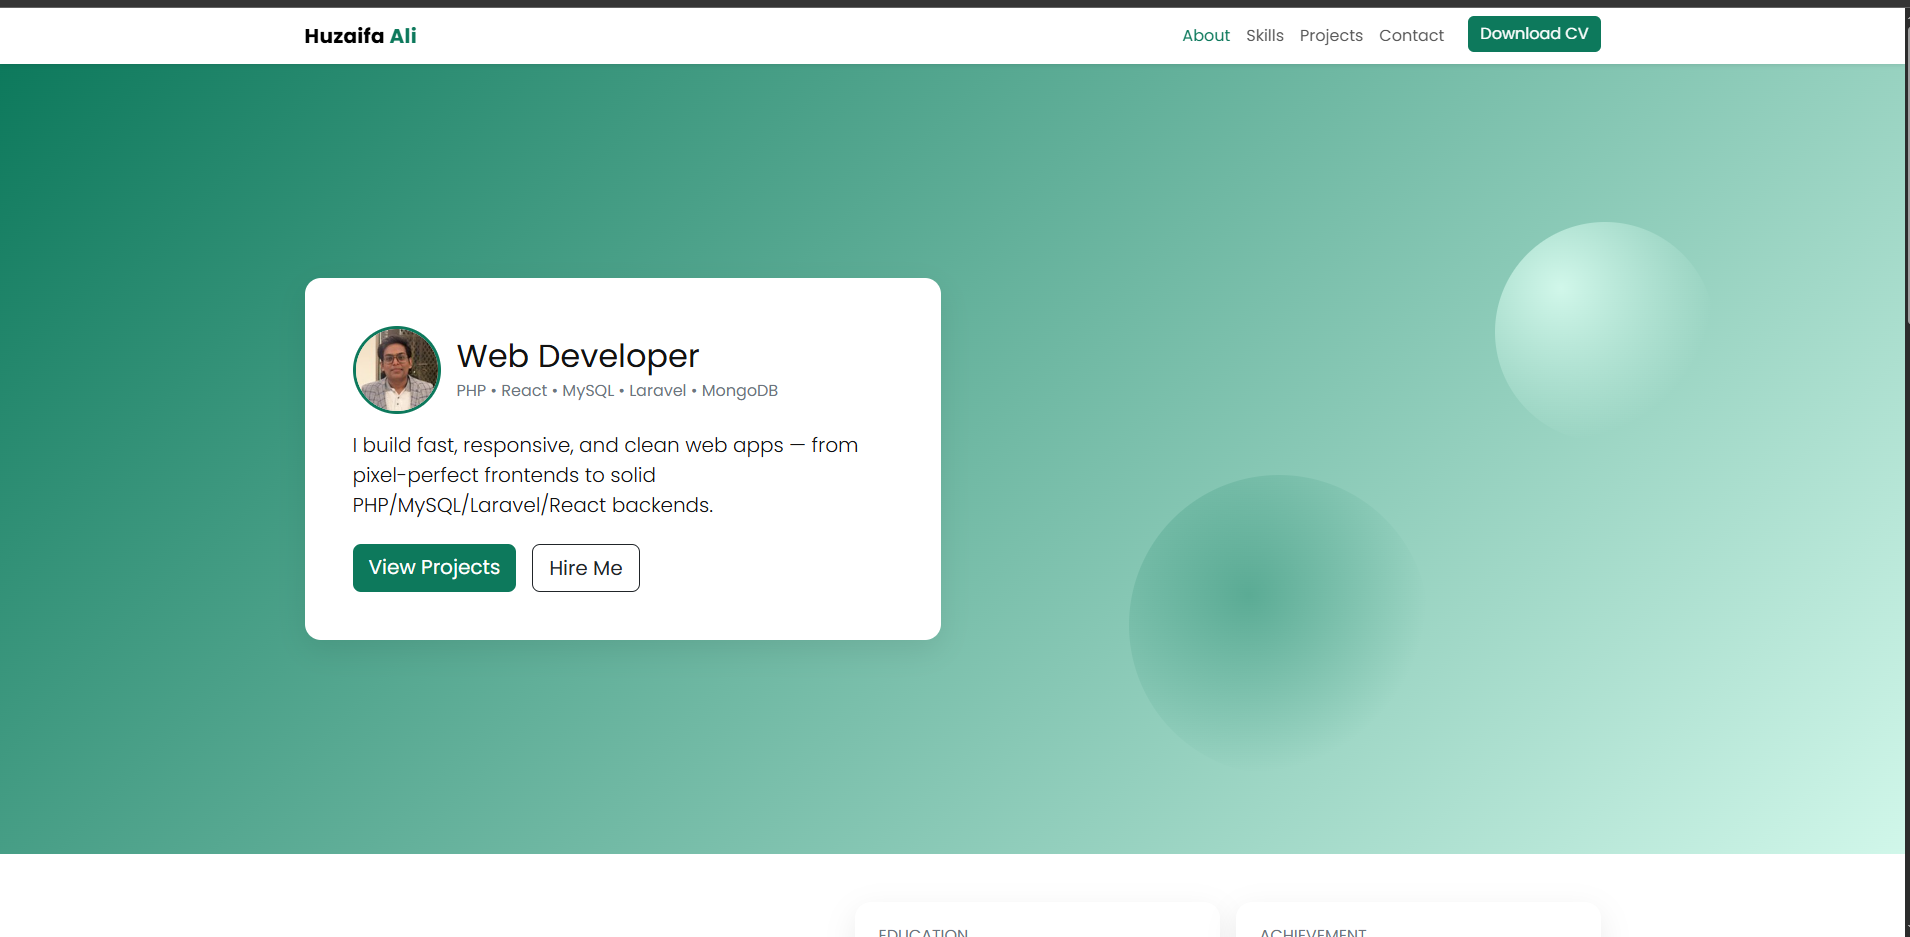 Huzaifa Ali
About Skills Projects Contact Download CV
Web Developer
PHP • React • MySQL • Laravel • MongoDB
I build fast, responsive, and clean web apps — from
pixel-perfect frontends to solid
PHP/MySQL/Laravel/React backends.
View Projects Hire Me
EDUCATION ACHIEVEMENT